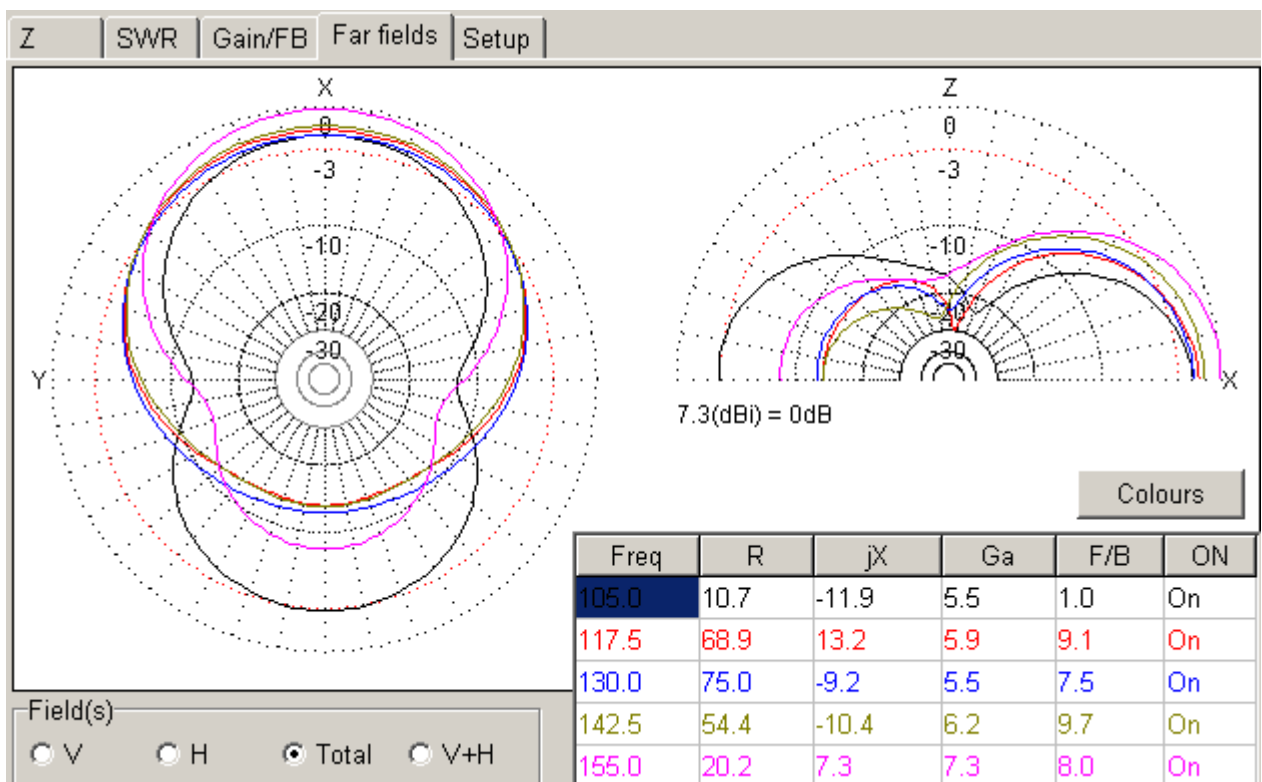 Z SWR Gain/FB Far fields Setup
X
0
-3
-10
-20
-30
Y
Z
0
-3
-10
-20
-30
X
7.3(dBi) = 0dB
Colours
Freq R jX Ga F/B ON
105.0 10.7 -11.9 5.5 1.0 On
117.5 68.9 13.2 5.9 9.1 On
130.0 75.0 -9.2 5.5 7.5 On
142.5 54.4 -10.4 6.2 9.7 On
155.0 20.2 7.3 7.3 8.0 On
Field(s)
V H Total V+H